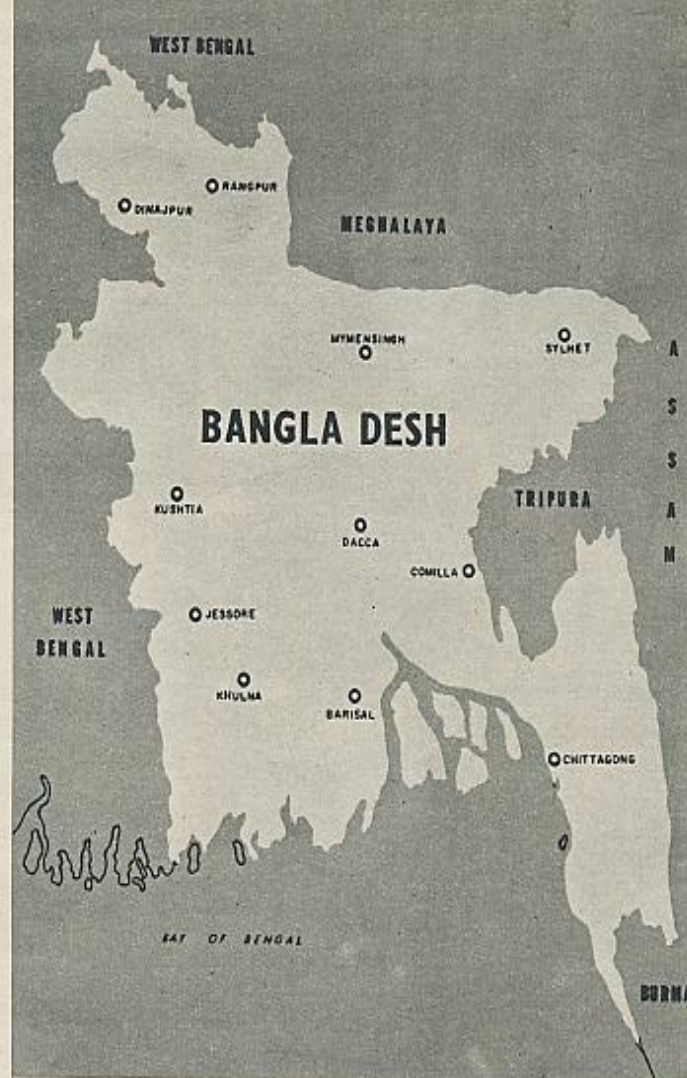 WEST BENGAL
RANGPUR
DINAJPUR
MEGHALAYA
MYMENSINGH
SYLHET
ASSAM
BANGLA DESH
KUSHTIA
TRIPURA
DACCA
COMILLA
WEST
BENGAL
JESSORE
KHULNA
BARISAL
CHITTAGONG
BAY OF BENGAL
BURMA